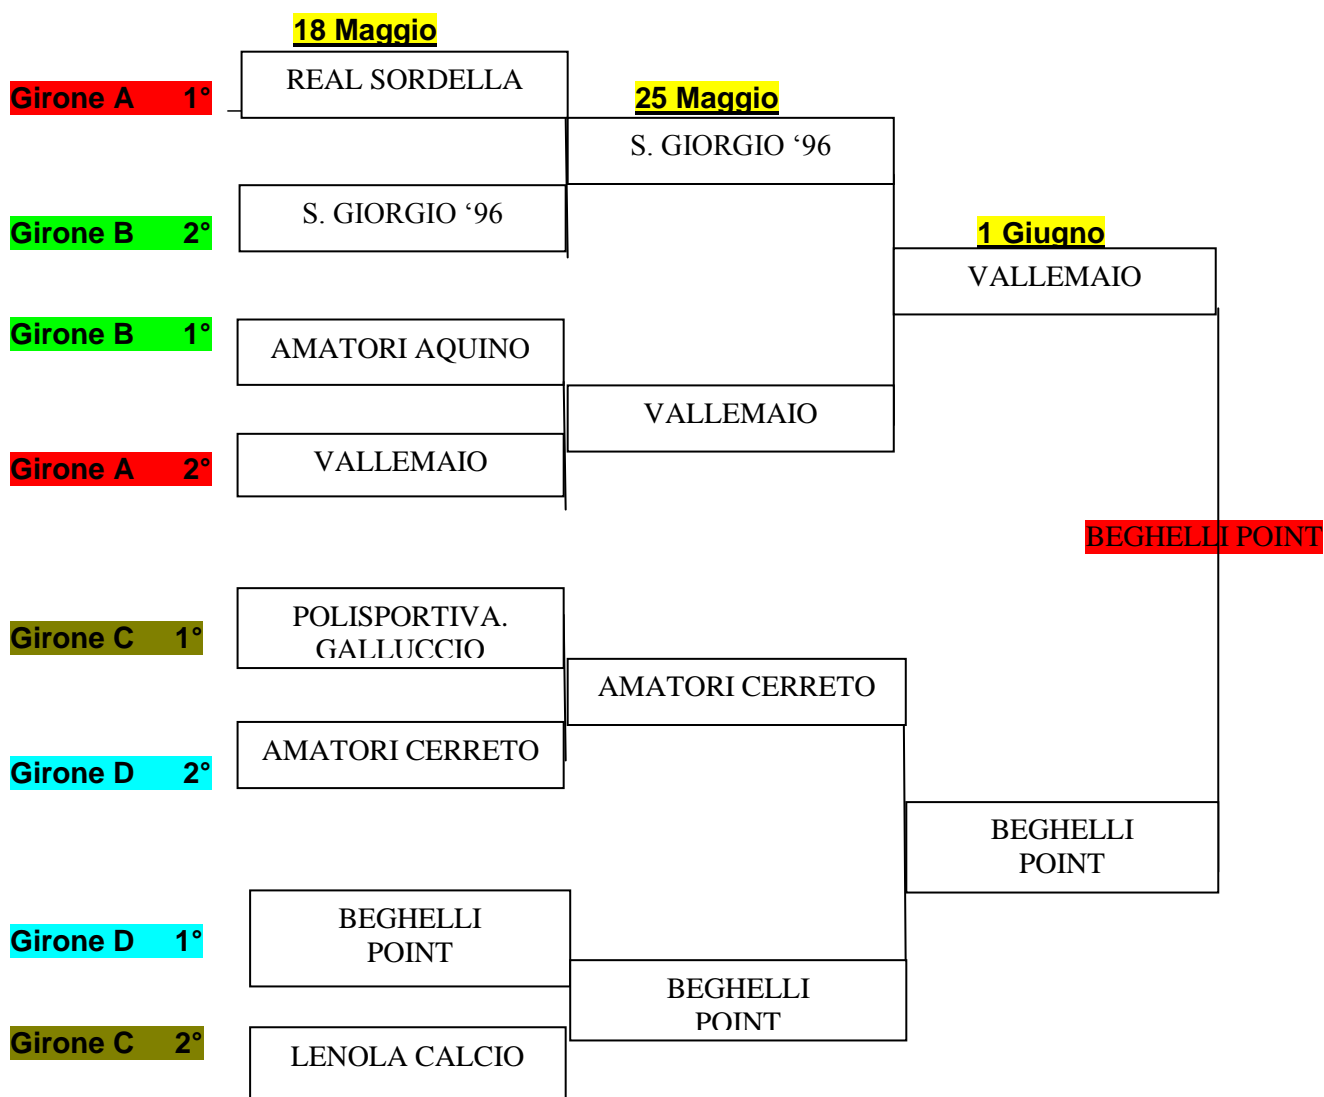 18 Maggio
REAL SORDELLA
Girone A 1°
25 Maggio
S. GIORGIO ‘96
S. GIORGIO ‘96
Girone B 2°
1 Giugno
VALLEMAIO
Girone B 1°
AMATORI AQUINO
VALLEMAIO
VALLEMAIO
Girone A 2°
BEGHELLI POINT
POLISPORTIVA.
GALLUCCIO
Girone C 1°
AMATORI CERRETO
AMATORI CERRETO
Girone D 2°
BEGHELLI
POINT
BEGHELLI
POINT
Girone D 1°
BEGHELLI
POINT
Girone C 2°
LENOLA CALCIO